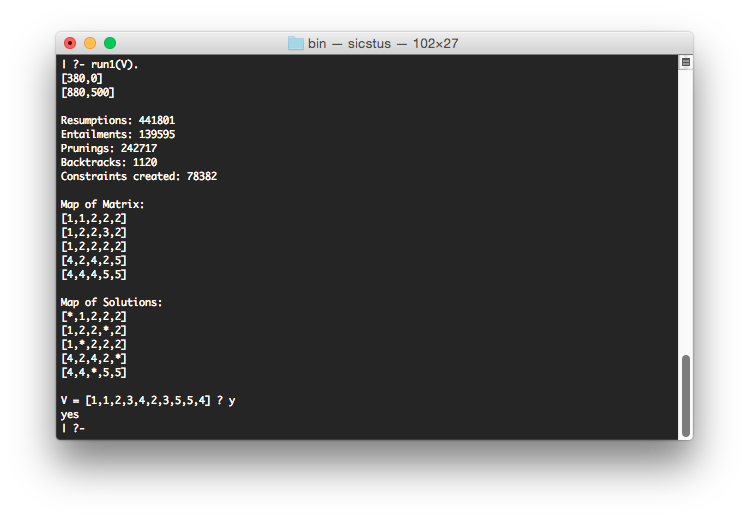 bin — sicstus — 102×27
| ?- run1(V).
[380,0]
[880,500]
Resumptions: 441801
Entailments: 139595
Prunings: 242717
Backtracks: 1120
Constraints created: 78382
Map of Matrix:
[1,1,2,2,2]
[1,2,2,3,2]
[1,2,2,2,2]
[4,2,4,2,5]
[4,4,4,5,5]
Map of Solutions:
[*,1,2,2,2]
[1,2,2,*,2]
[1,*,2,2,2]
[4,2,4,2,*]
[4,4,*,5,5]
V = [1,1,2,3,4,2,3,5,5,4] ? y
yes
| ?-